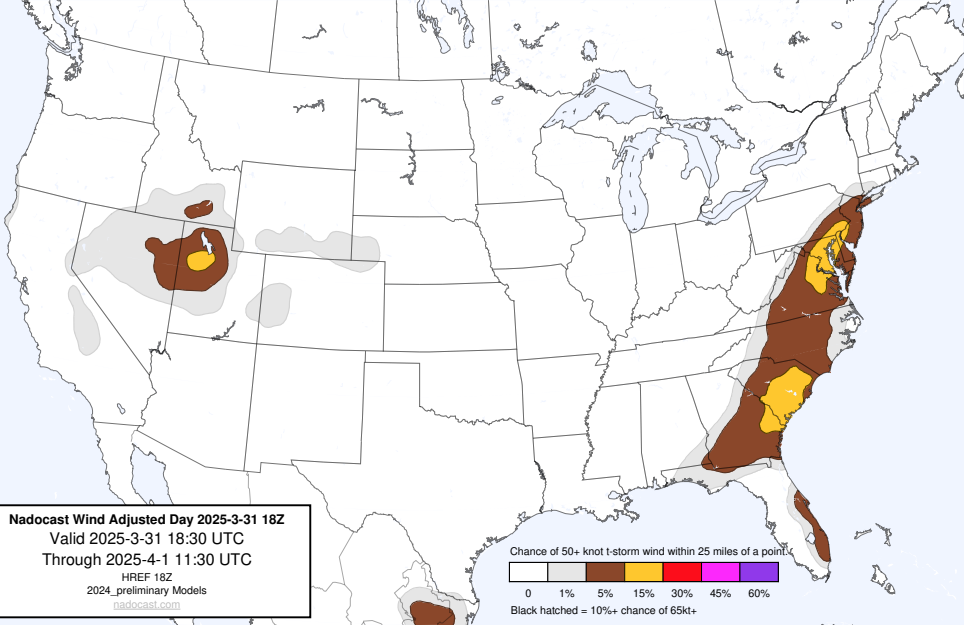 Nadocast Wind Adjusted Day 2025-3-31 18Z
Valid 2025-3-31 18:30 UTC
Through 2025-4-1 11:30 UTC
HREF 18Z
2024_preliminary Models
nadocast.com
Chance of 50+ knot t-storm wind within 25 miles of a point.
0 1% 5% 15% 30% 45% 60%
Black hatched = 10%+ chance of 65kt+